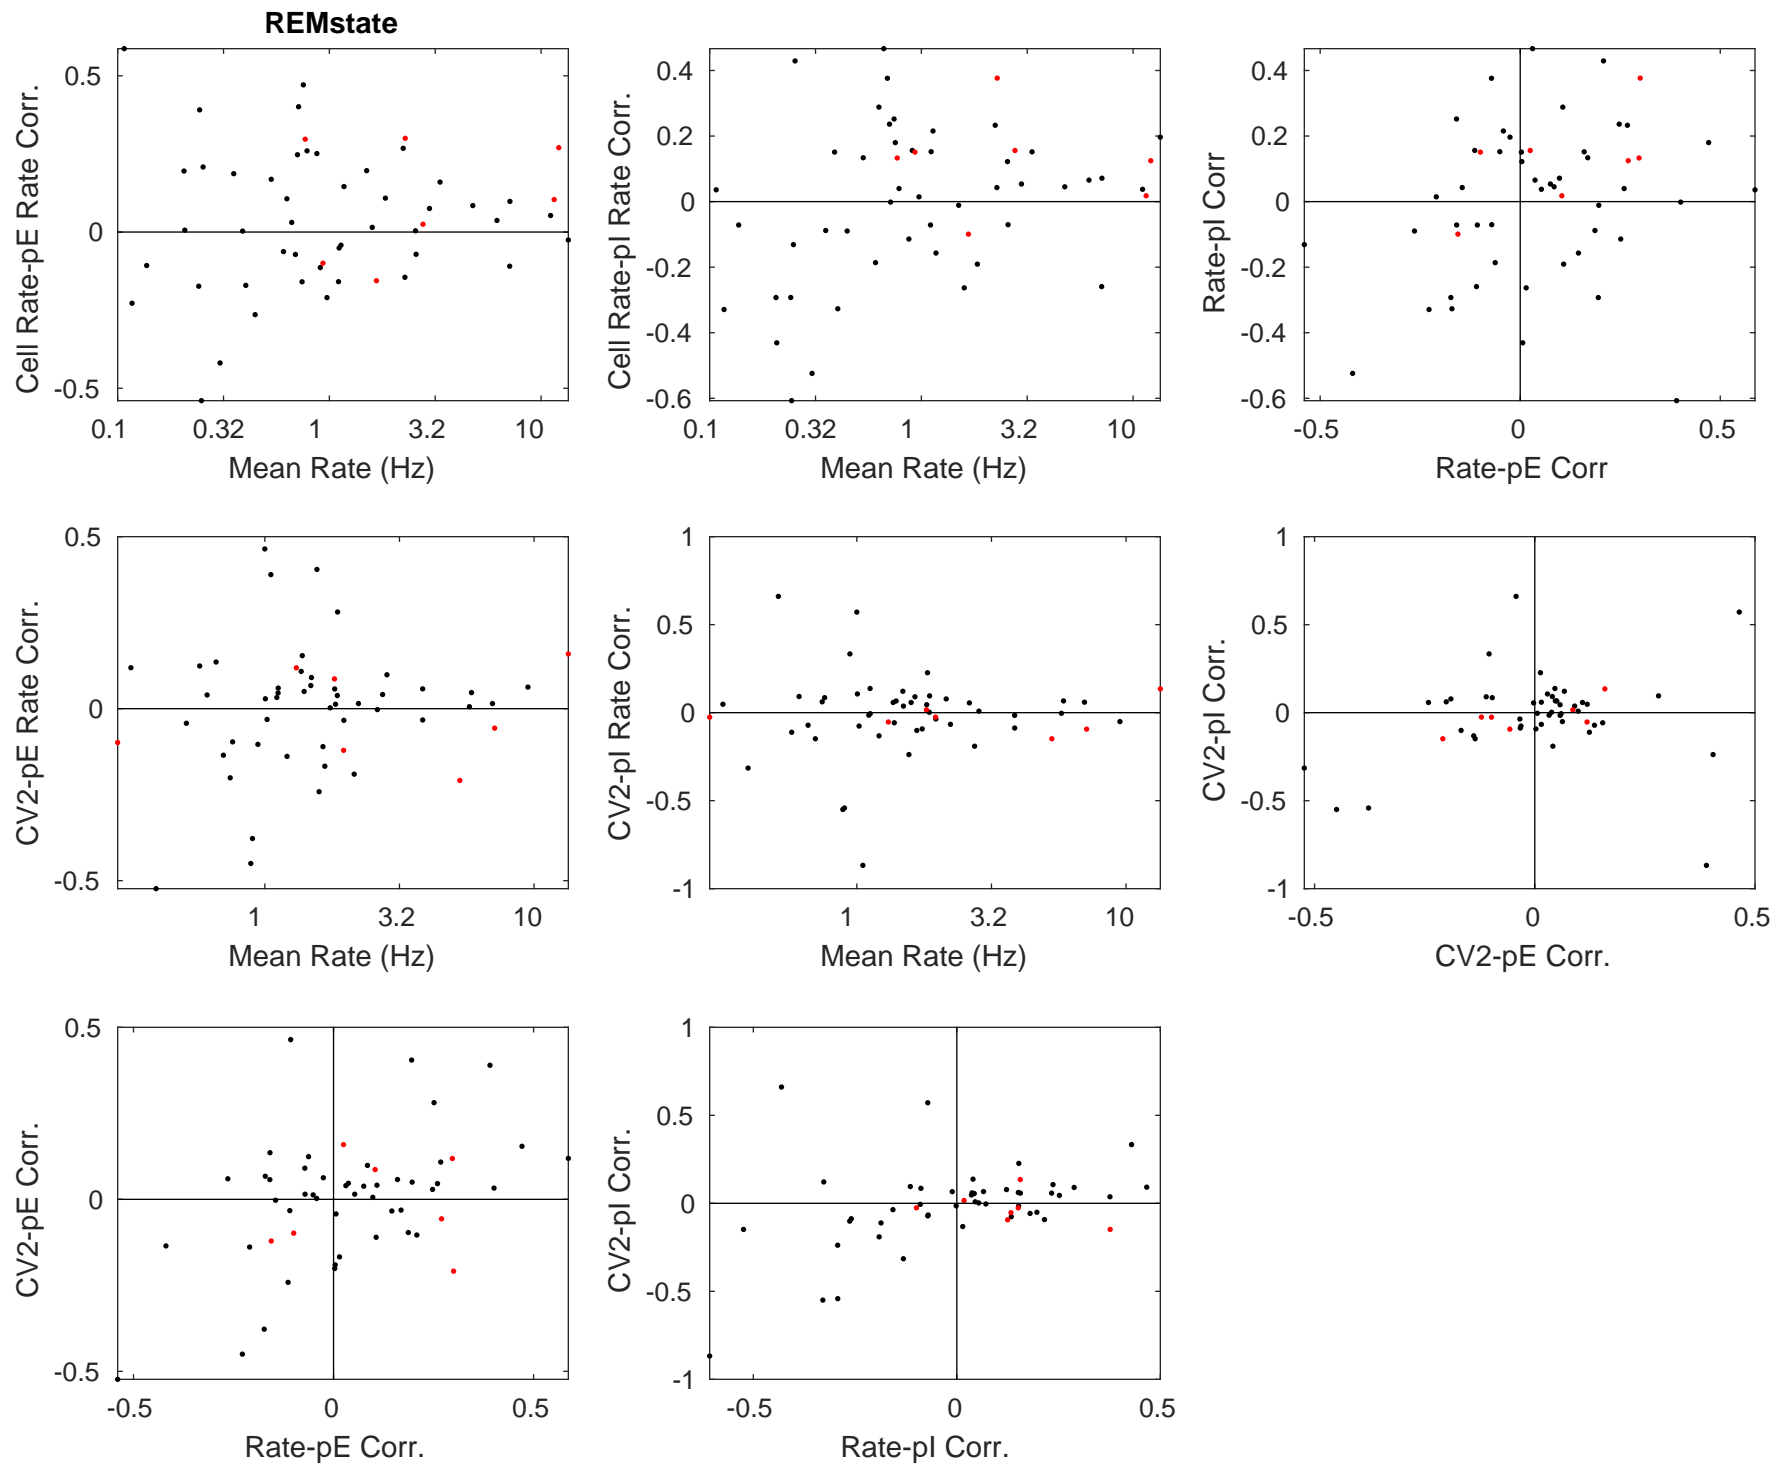 REMstate
Cell Rate-pE Rate Corr.
0.5
0
-0.5
0.1 0.32 1 3.2 10
Mean Rate (Hz)
Cell Rate-pI Rate Corr.
0.4
0.2
0
-0.2
-0.4
-0.6
0.1 0.32 1 3.2 10
Mean Rate (Hz)
Rate-pI Corr
0.4
0.2
0
-0.2
-0.4
-0.6
-0.5 0 0.5
Rate-pE Corr
CV2-pE Rate Corr.
0.5
0
-0.5
1 3.2 10
Mean Rate (Hz)
CV2-pI Rate Corr.
1
0.5
0
-0.5
-1
1 3.2 10
Mean Rate (Hz)
CV2-pI Corr.
1
0.5
0
-0.5
-1
-0.5 0 0.5
CV2-pE Corr.
CV2-pE Corr.
0.5
0
-0.5
-0.5 0 0.5
Rate-pE Corr.
CV2-pI Corr.
1
0.5
0
-0.5
-1
-0.5 0 0.5
Rate-pI Corr.